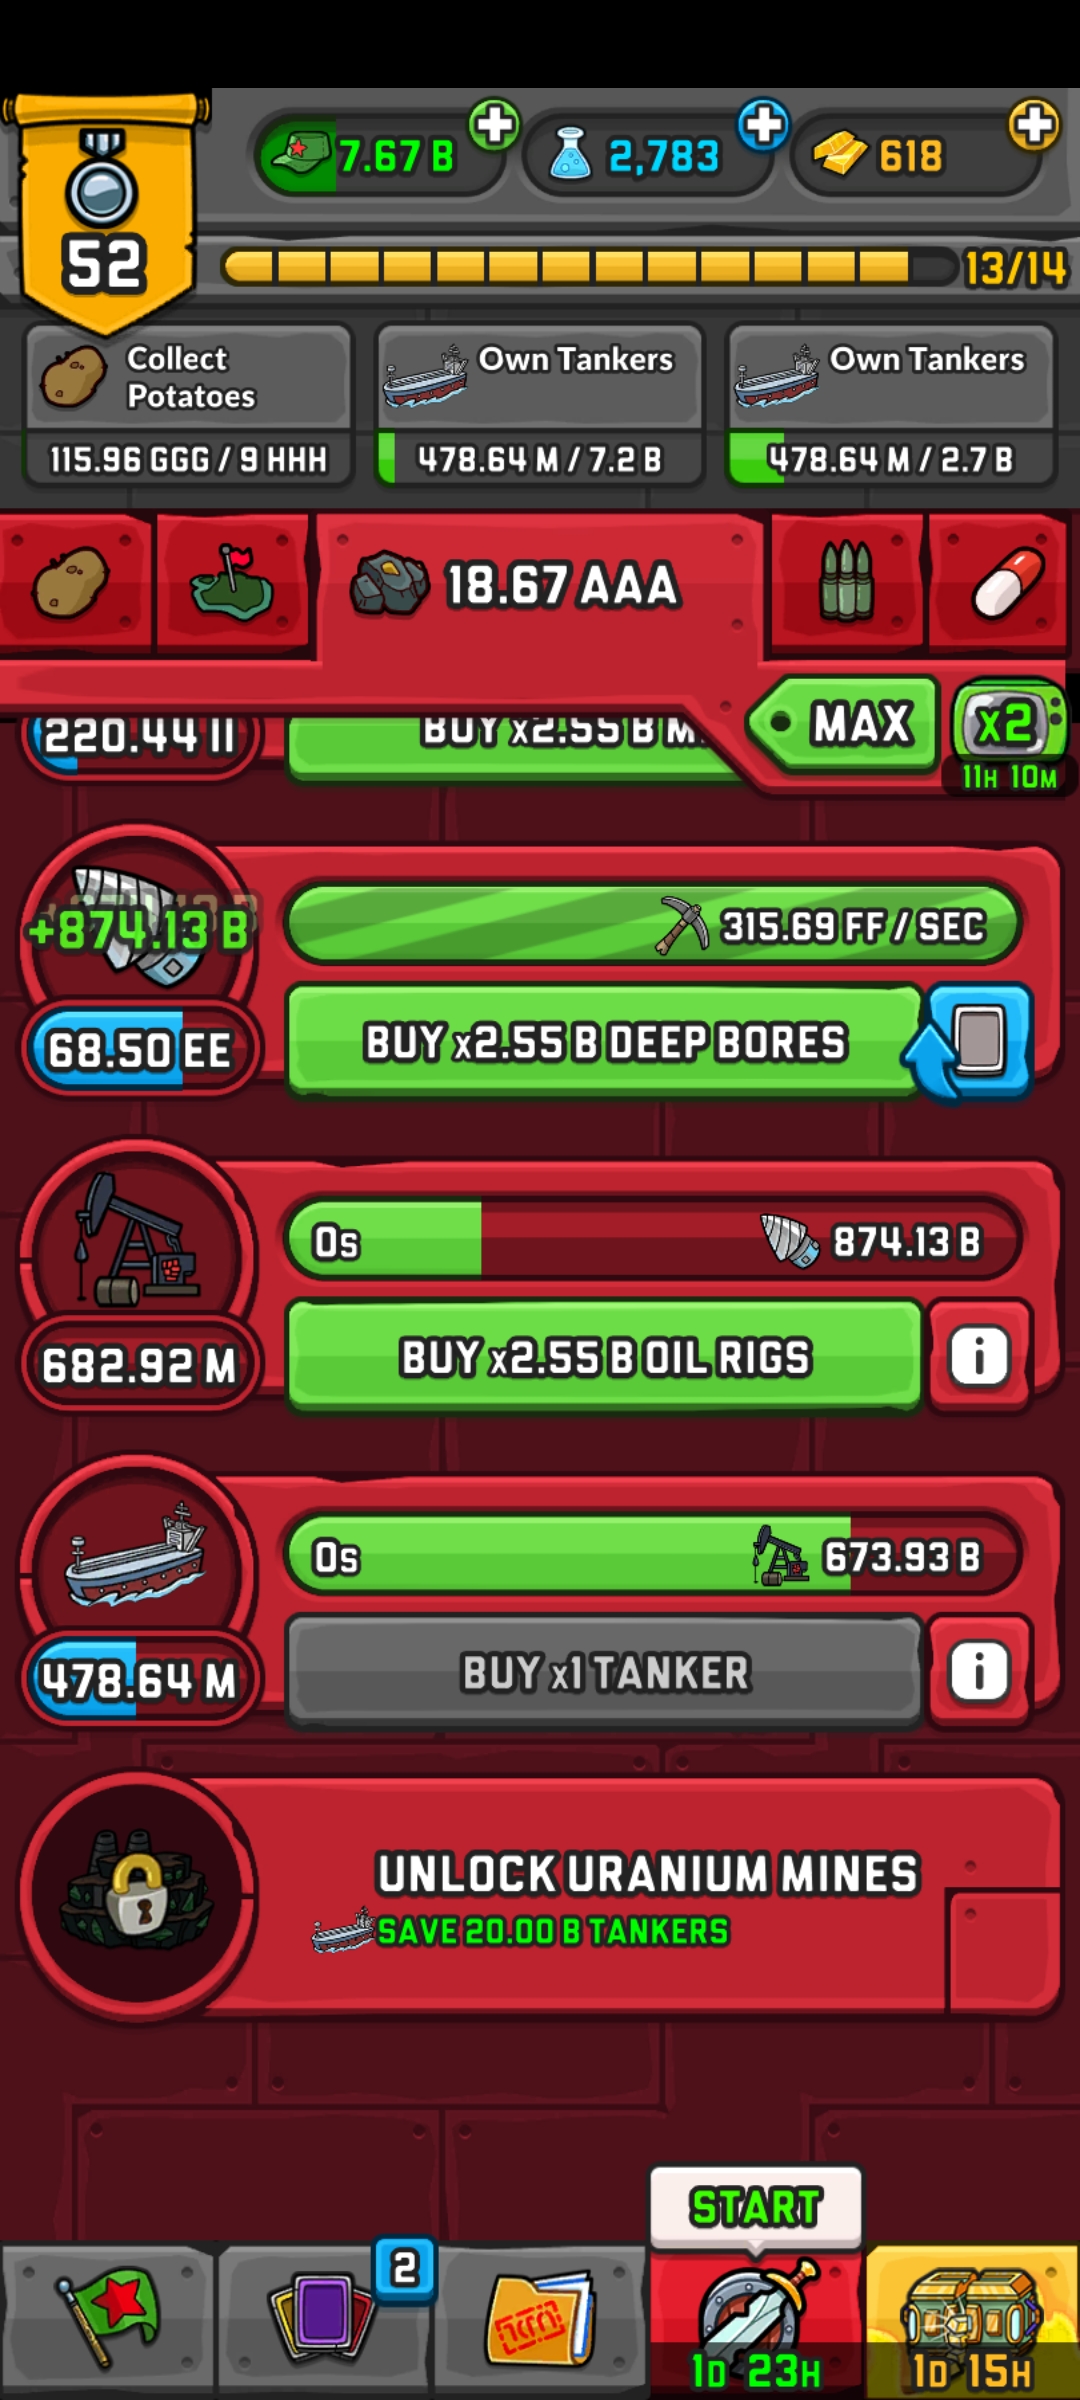 7.67 B
2,783
618
52
13/14
Collect
Potatoes
115.96 GGG / 9 HHH
Own Tankers
478.64 M / 7.2 B
Own Tankers
478.64 M / 2.7 B
18.67 AAA
MAX
x2
11H 10M
220.44 II
BUY x2.55 B M
+874.13 B
315.69 FF / SEC
68.50 EE
BUY x2.55 B DEEP BORES
0s
874.13 B
682.92 M
BUY x2.55 B OIL RIGS
i
0s
673.93 B
478.64 M
BUY x1 TANKER
i
UNLOCK URANIUM MINES
SAVE 20.00 B TANKERS
START
2
1D 23H
1D 15H